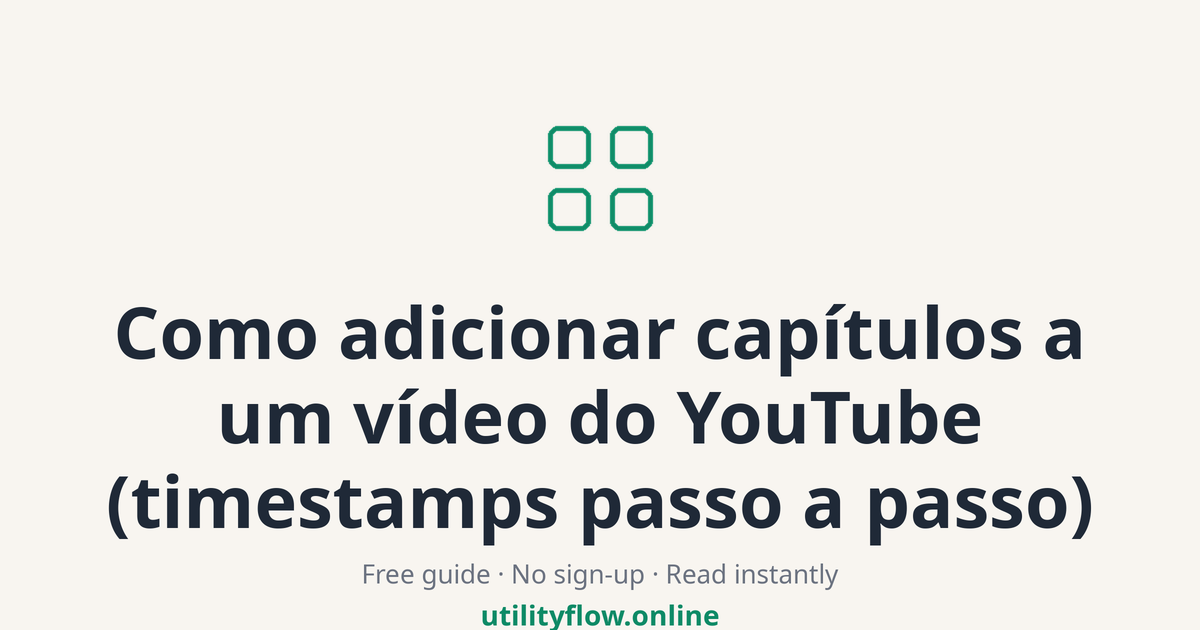 Como adicionar capítulos a
um vídeo do YouTube
(timestamps passo a passo)
Free guide · No sign-up · Read instantly
utilityflow.online